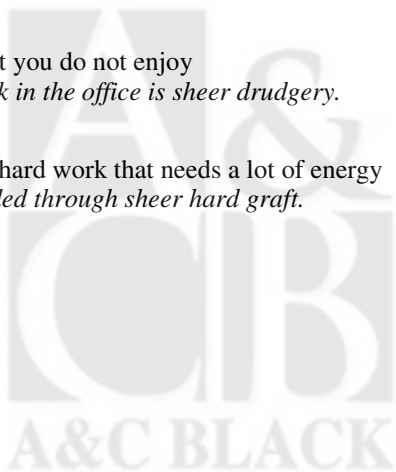 t you do not enjoy
k in the office is sheer drudgery.
hard work that needs a lot of energy
led through sheer hard graft.
A&
CB
A&C BLACK